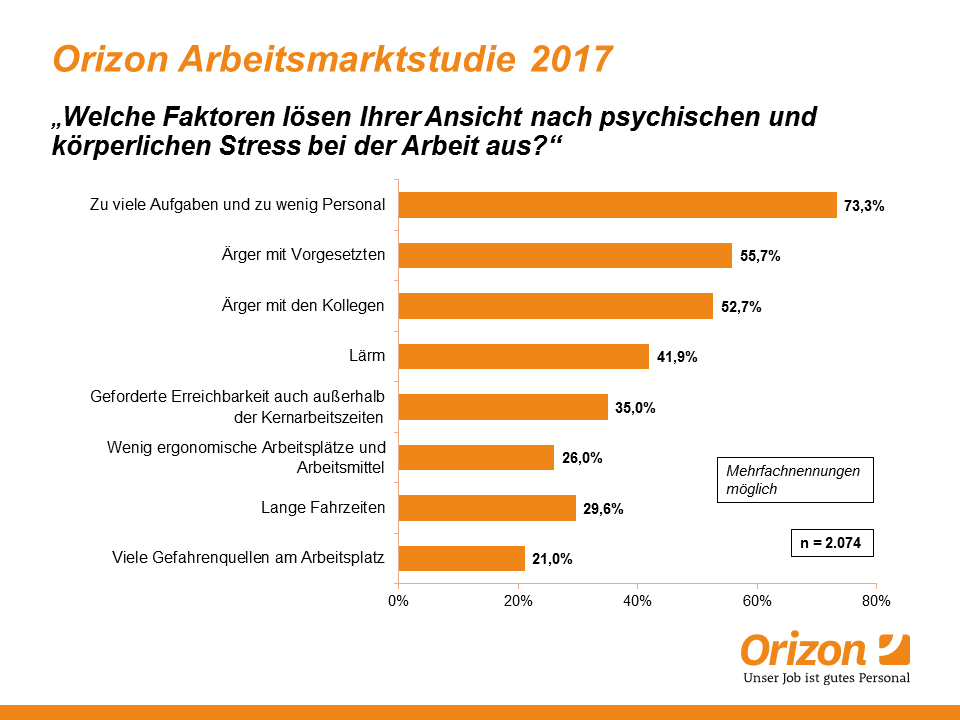 Orizon Arbeitsmarktstudie 2017
„Welche Faktoren lösen Ihrer Ansicht nach psychischen und
körperlichen Stress bei der Arbeit aus?“
Zu viele Aufgaben und zu wenig Personal
73,3%
Ärger mit Vorgesetzten
55,7%
Ärger mit den Kollegen
52,7%
Lärm
41,9%
Geforderte Erreichbarkeit auch außerhalb
der Kernarbeitszeiten
35,0%
Wenig ergonomische Arbeitsplätze und
Arbeitsmittel
26,0%
Lange Fahrzeiten
29,6%
Viele Gefahrenquellen am Arbeitsplatz
21,0%
Mehrfachnennungen
möglich
n = 2.074
0%
20%
40%
60%
80%
Orizon
Unser Job ist gutes Personal